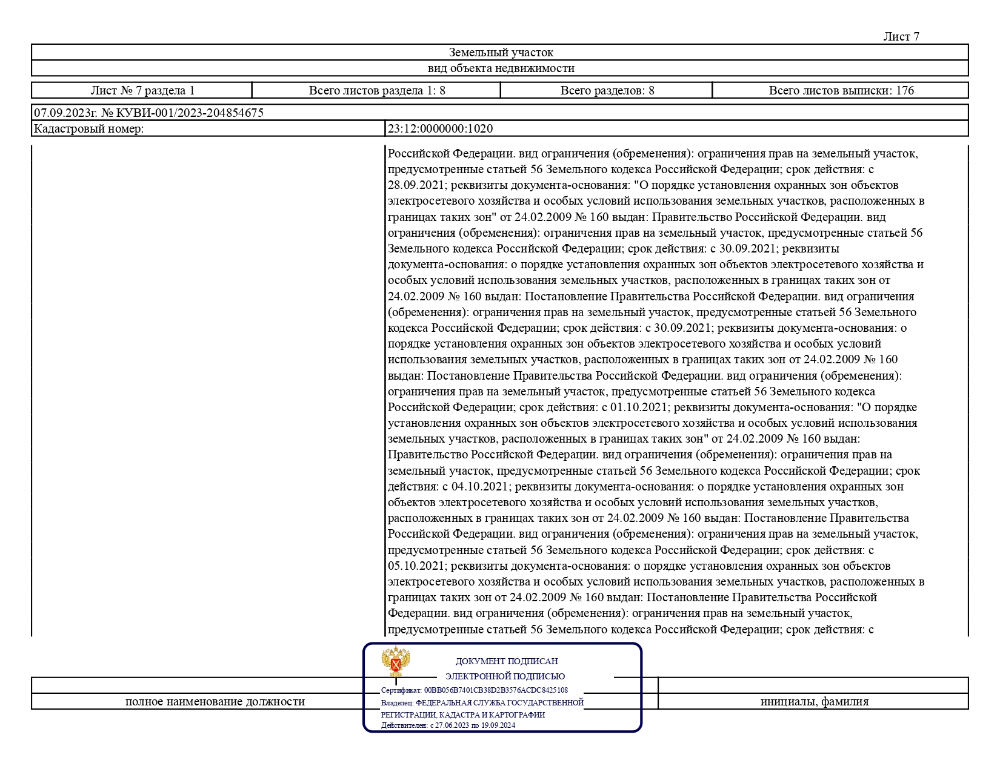 Лист 7
Земельный участок
вид объекта недвижимости
Лист № 7 раздела 1
Всего листов раздела 1: 8
Всего разделов: 8
Всего листов выписки: 176
07.09.2023г. № КУВИ-001/2023-204854675
Кадастровый номер:
23:12:0000000:1020
Российской Федерации. вид ограничения (обременения): ограничения прав на земельный участок,
предусмотренные статьей 56 Земельного кодекса Российской Федерации; срок действия: с
28.09.2021; реквизиты документа-основания: "О порядке установления охранных зон объектов
электросетевого хозяйства и особых условий использования земельных участков, расположенных в
границах таких зон" от 24.02.2009 № 160 выдан: Правительство Российской Федерации. вид
ограничения (обременения): ограничения прав на земельный участок, предусмотренные статьей 56
Земельного кодекса Российской Федерации; срок действия: с 30.09.2021; реквизиты
документа-основания: о порядке установления охранных зон объектов электросетевого хозяйства и
особых условий использования земельных участков, расположенных в границах таких зон от
24.02.2009 № 160 выдан: Постановление Правительства Российской Федерации. вид ограничения
(обременения): ограничения прав на земельный участок, предусмотренные статьей 56 Земельного
кодекса Российской Федерации; срок действия: с 30.09.2021; реквизиты документа-основания: о
порядке установления охранных зон объектов электросетевого хозяйства и особых условий
использования земельных участков, расположенных в границах таких зон от 24.02.2009 № 160
выдан: Постановление Правительства Российской Федерации. вид ограничения (обременения):
ограничения прав на земельный участок, предусмотренные статьей 56 Земельного кодекса
Российской Федерации; срок действия: с 01.10.2021; реквизиты документа-основания: "О порядке
установления охранных зон объектов электросетевого хозяйства и особых условий использования
земельных участков, расположенных в границах таких зон" от 24.02.2009 № 160 выдан:
Правительство Российской Федерации. вид ограничения (обременения): ограничения прав на
земельный участок, предусмотренные статьей 56 Земельного кодекса Российской Федерации; срок
действия: с 04.10.2021; реквизиты документа-основания: о порядке установления охранных зон
объектов электросетевого хозяйства и особых условий использования земельных участков,
расположенных в границах таких зон от 24.02.2009 № 160 выдан: Постановление Правительства
Российской Федерации. вид ограничения (обременения): ограничения прав на земельный участок,
предусмотренные статьей 56 Земельного кодекса Российской Федерации; срок действия: с
05.10.2021; реквизиты документа-основания: о порядке установления охранных зон объектов
электросетевого хозяйства и особых условий использования земельных участков, расположенных в
границах таких зон от 24.02.2009 № 160 выдан: Постановление Правительства Российской
Федерации. вид ограничения (обременения): ограничения прав на земельный участок,
предусмотренные статьей 56 Земельного кодекса Российской Федерации; срок действия: с
ДОКУМЕНТ ПОДПИСАН
ЭЛЕКТРОННОЙ ПОДПИСЬЮ
Сертификат: 00BB056B7401CB38D2B3576ACDC8425108
Владелец: ФЕДЕРАЛЬНАЯ СЛУЖБА ГОСУДАРСТВЕННОЙ
РЕГИСТРАЦИИ, КАДАСТРА И КАРТОГРАФИИ
Действителен: с 27.06.2023 по 19.09.2024
полное наименование должности
инициалы, фамилия